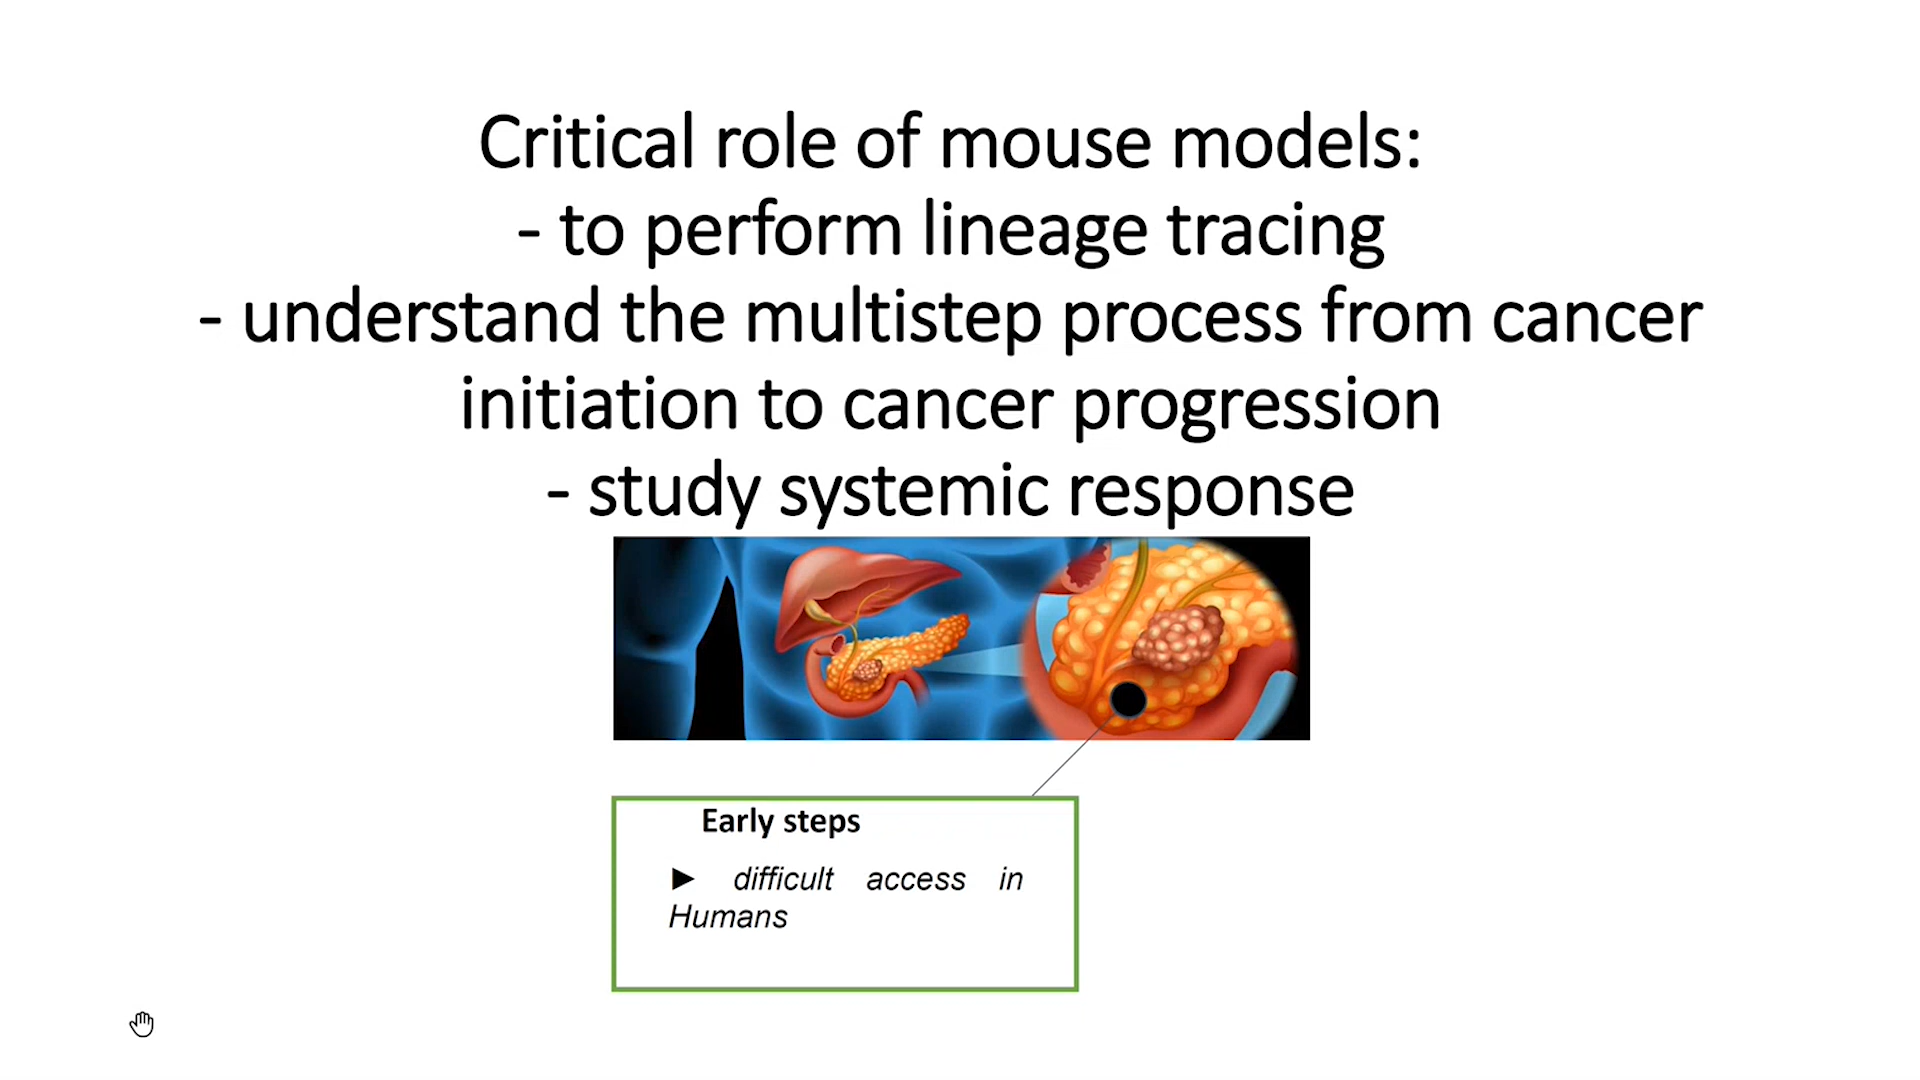 Critical role of mouse models:
- to perform lineage tracing
- understand the multistep process from cancer
initiation to cancer progression
- study systemic response
Early steps
► difficult access in
Humans